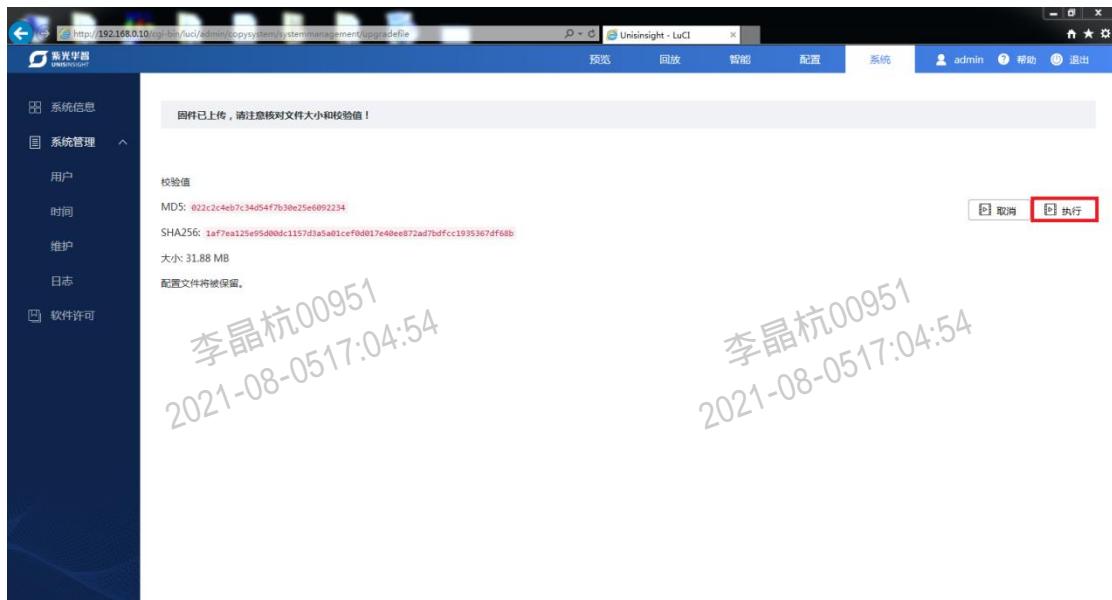 http://192.168.0.10/cgi-bin/luci/admin/copysystem/systemmanagement/upgradefile
Unisinsight - LuCI
紫光华智
UNISINSIGHT
预览 回放 智能 配置 系统 admin 帮助 退出
系统信息
固件已上传，请注意核对文件大小和校验值！
系统管理
用户
校验值
MD5: 022c2c4eb7c34d54f7b30e25e6092234
时间
取消 执行
SHA256: 1af7ea125e95d00dc1157d3a5a01cef0d017e40ee872ad7bdfcc1935367df68b
维护
大小: 31.88 MB
日志
配置文件将被保留。
软件许可
李晶杭00951
2021-08-0517:04:54
李晶杭00951
2021-08-0517:04:54